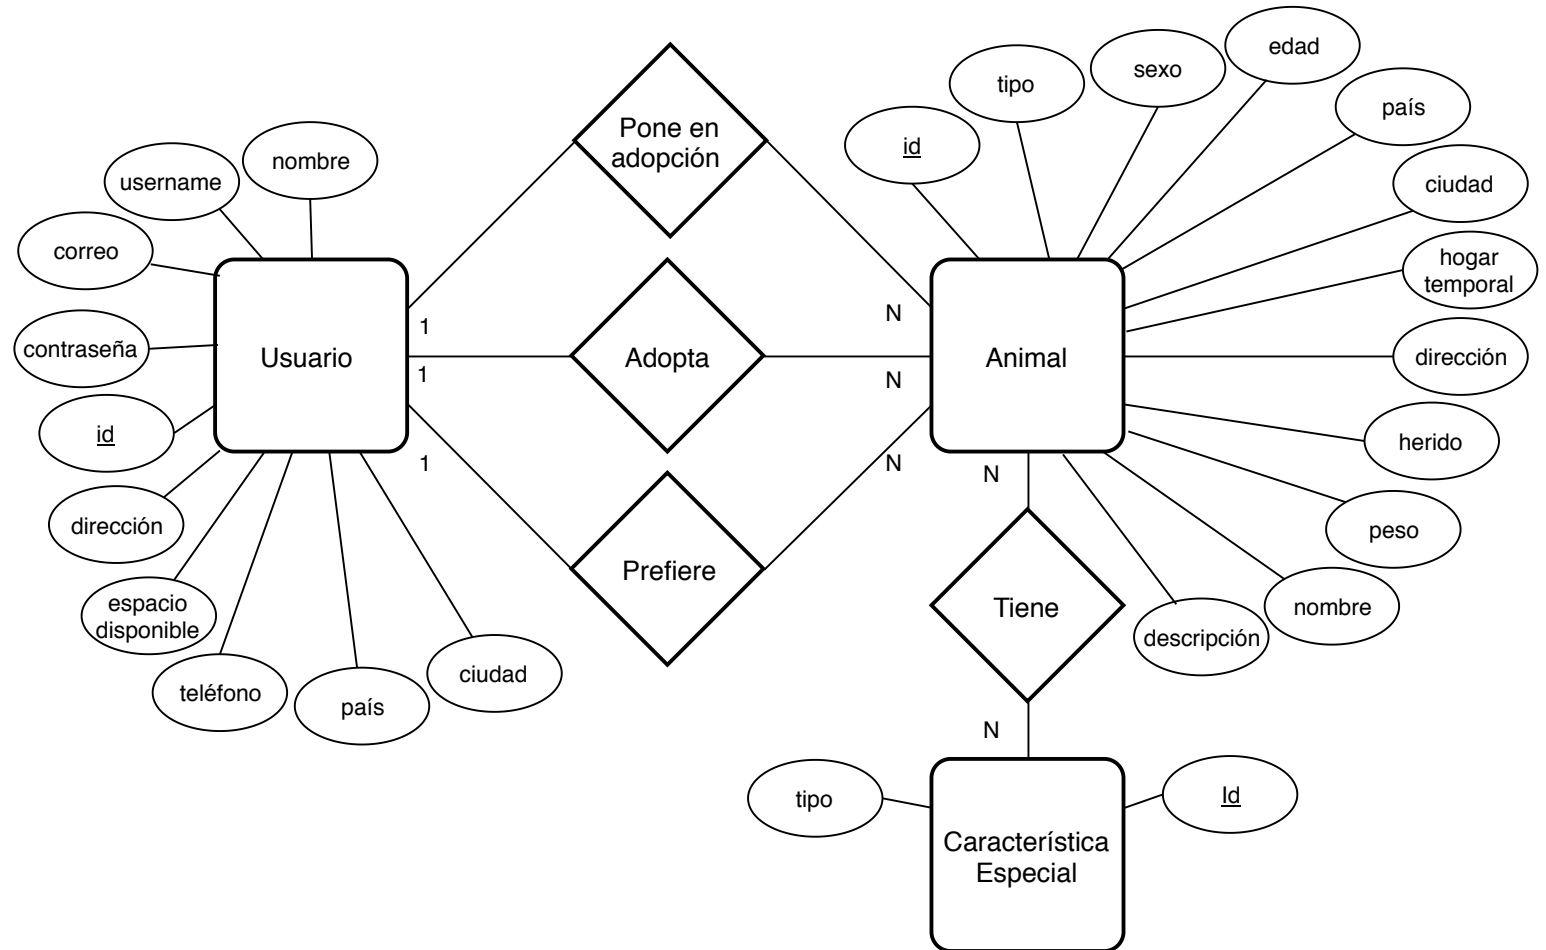 edad
sexo
tipo
país
Pone en
adopción
id
nombre
username
ciudad
correo
hogar
temporal
1
N
contraseña
Usuario
Adopta
Animal
dirección
1
N
id
herido
1
N
N
dirección
peso
Prefiere
espacio
disponible
Tiene
nombre
descripción
teléfono
país
ciudad
N
tipo
Id
Característica
Especial